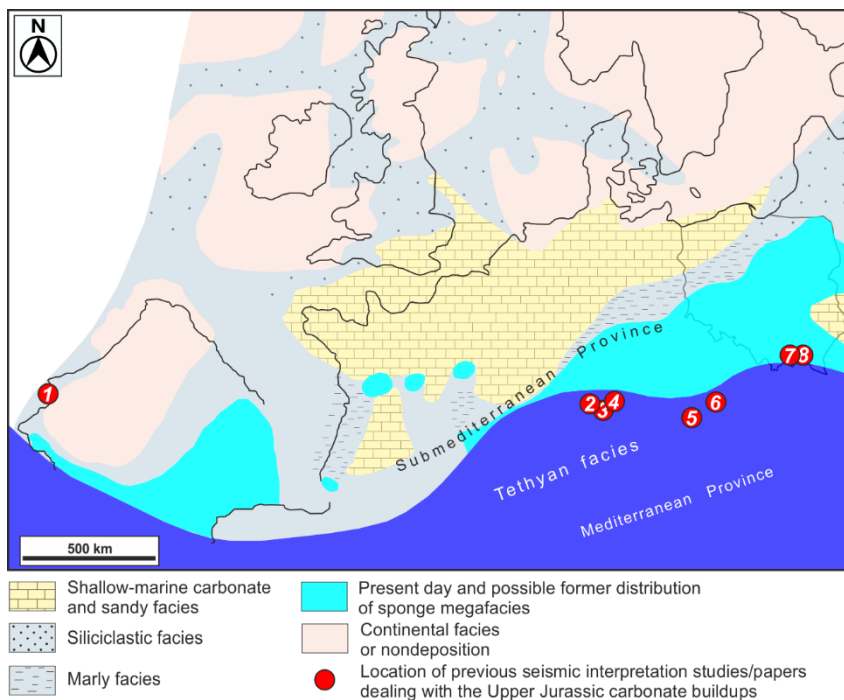 N
Submediterranean Province
Tethyan facies
Mediterranean Province
1
2
3
4
5
6
7
8
500 km
Shallow-marine carbonate
and sandy facies
Siliciclastic facies
Marly facies
Present day and possible former distribution
of sponge megafacies
Continental facies
or nondeposition
Location of previous seismic interpretation studies/papers
dealing with the Upper Jurassic carbonate buildups